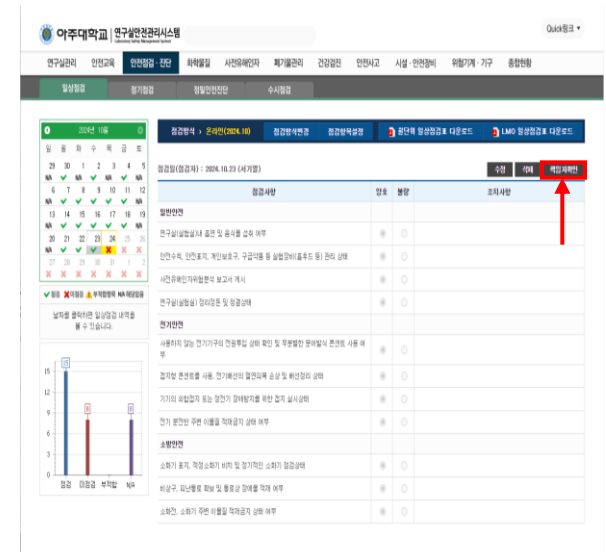 Quick링크 ▾
아주대학교 | 연구실안전관리시스템
연구실관리 안전교육 안전점검 · 진단 화학물질 사전유해인자 폐기물관리 건강검진 안전사고 시설 · 안전장비 위험기계 · 기구 종합현황
일상점검 정기점검 정밀안전진단 수시점검
2024년 10월
일 월 화 수 목 금 토
29 30 1 2 3 4 5
N/A
6 7 8 9 10 11 12
N/A
13 14 15 16 17 18 19
N/A
20 21 22 23 24 25 26
N/A
27 28 29 30 31 1 2
점검 미점검 부적합항목 N/A 해당없음
날짜를 클릭하면 일상점검 내역을
볼 수 있습니다.
15
12
9
6
3
0
15
8
8
점검 미점검 부적합 N/A
점검방식 › 온라인(2024.10) 점검방식변경 점검항목설정 월단위 일상점검표 다운로드 LMO 일상점검표 다운로드
점검일(점검자) : 2024.10.23 (서기열)
수정 삭제 책임자확인
점검사항 양호 불량 조치사항
일반안전
연구실(실험실)내 흡연 및 음식물 섭취 여부
안전수칙, 안전표지, 개인보호구, 구급약품 등 실험장비(흄후드 등) 관리 상태
사전유해인자위험분석 보고서 게시
연구실(실험실) 정리정돈 및 청결상태
전기안전
사용하지 않는 전기기구의 전원투입 상태 확인 및 무분별한 문어발식 콘센트 사용 여
부
접지형 콘센트를 사용, 전기배선의 절연피복 손상 및 배선정리 상태
기기의 외함접지 또는 정전기 장애방지를 위한 접지 실시상태
전기 분전반 주변 이물질 적재금지 상태 여부
소방안전
소화기 표지, 적정소화기 비치 및 정기적인 소화기 점검상태
비상구, 피난통로 확보 및 통로상 장애물 적재 여부
소화전, 소화기 주변 이물질 적재금지 상태 여부